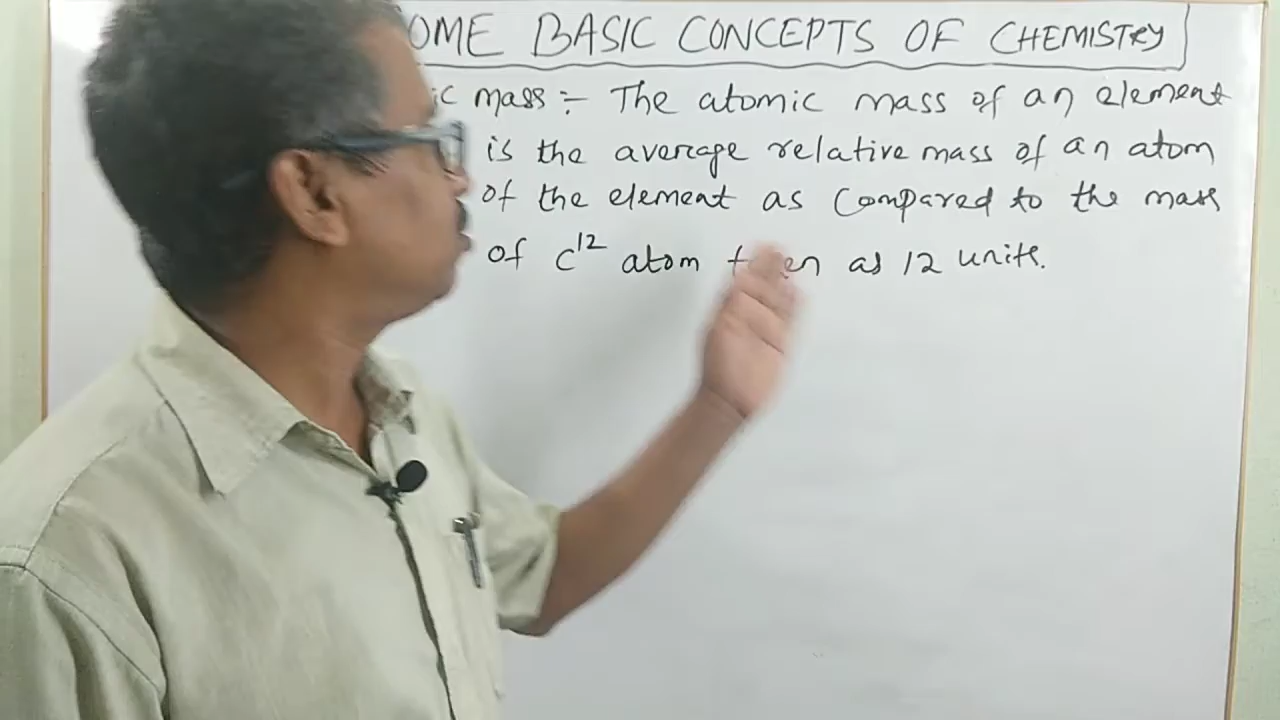 OME BASIC CONCEPTS OF CHEMISTRY
ic mass :- The atomic mass of an element
is the average relative mass of an atom
of the element as compared to the mass
of C¹² atom as 12 units.